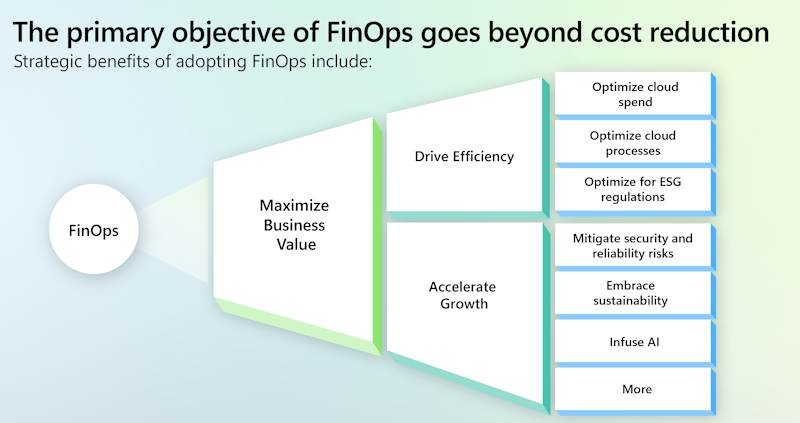 The primary objective of FinOps goes beyond cost reduction
Strategic benefits of adopting FinOps include:
FinOps
Maximize
Business
Value
Drive Efficiency
Optimize cloud
spend
Optimize cloud
processes
Optimize for ESG
regulations
Accelerate
Growth
Mitigate security and
reliability risks
Embrace
sustainability
Infuse AI
More